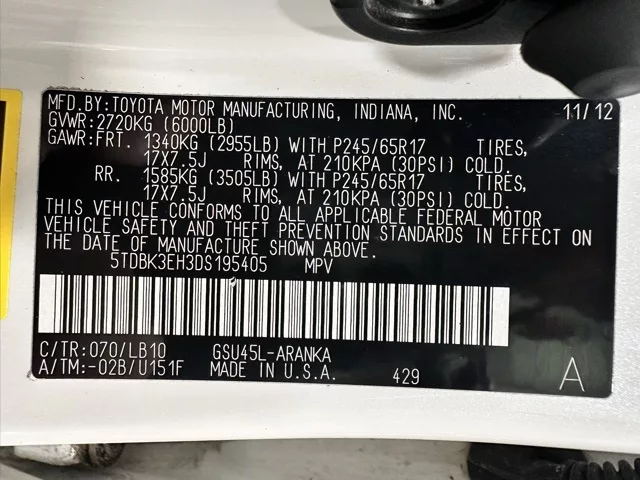 MFD.BY:TOYOTA MOTOR MANUFACTURING, INDIANA, INC. 11/12
GVWR:2720KG (6000LB)
GAWR:FRT. 1340KG (2955LB) WITH P245/65R17 TIRES,
17X7.5J RIMS, AT 210KPA (30PSI) COLD.
RR. 1585KG (3505LB) WITH P245/65R17 TIRES,
17X7.5J RIMS, AT 210KPA (30PSI) COLD.
THIS VEHICLE CONFORMS TO ALL APPLICABLE FEDERAL MOTOR
VEHICLE SAFETY AND THEFT PREVENTION STANDARDS IN EFFECT ON
THE DATE OF MANUFACTURE SHOWN ABOVE.
5TDBK3EH3DS195405 MPV
C/TR:070/LB10 GSU45L-ARANKA
A/TM:-02B/U151F MADE IN U.S.A. 429 A